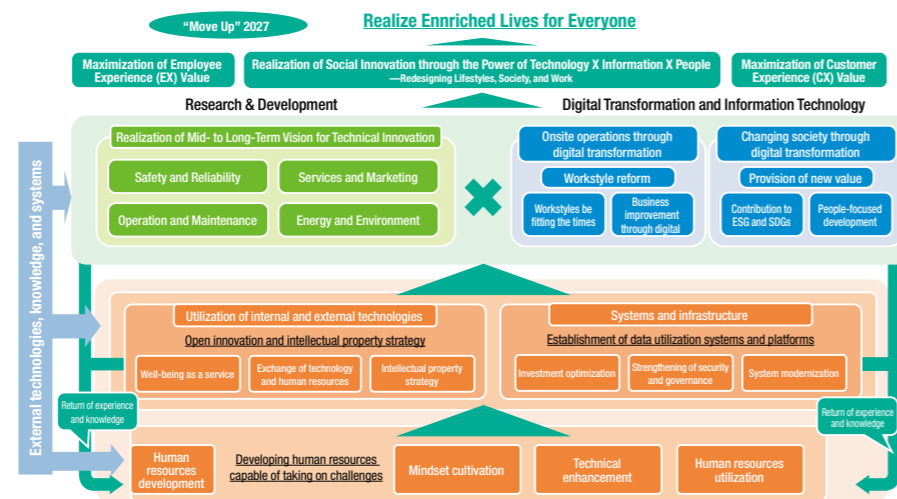 “Move Up” 2027
Realize Ennriched Lives for Everyone
Maximization of Employee
Experience (EX) Value
Realization of Social Innovation through the Power of Technology X Information X People
—Redesigning Lifestyles, Society, and Work
Maximization of Customer
Experience (CX) Value
Research & Development
Digital Transformation and Information Technology
External technologies, knowledge, and systems
Realization of Mid- to Long-Term Vision for Technical Innovation
Safety and Reliability
Services and Marketing
Operation and Maintenance
Energy and Environment
Onsite operations through
digital transformation
Workstyle reform
Workstyles be
fitting the times
Business
improvement
through digital
Changing society through
digital transformation
Provision of new value
Contribution to
ESG and SDGs
People-focused
development
Utilization of internal and external technologies
Open innovation and intellectual property strategy
Well-being as a service
Exchange of technology
and human resources
Intellectual property
strategy
Systems and infrastructure
Establishment of data utilization systems and platforms
Investment optimization
Strengthening of security
and governance
System modernization
Return of experience
and knowledge
Return of experience
and knowledge
Human
resources
development
Developing human resources
capable of taking on challenges
Mindset cultivation
Technical
enhancement
Human resources
utilization